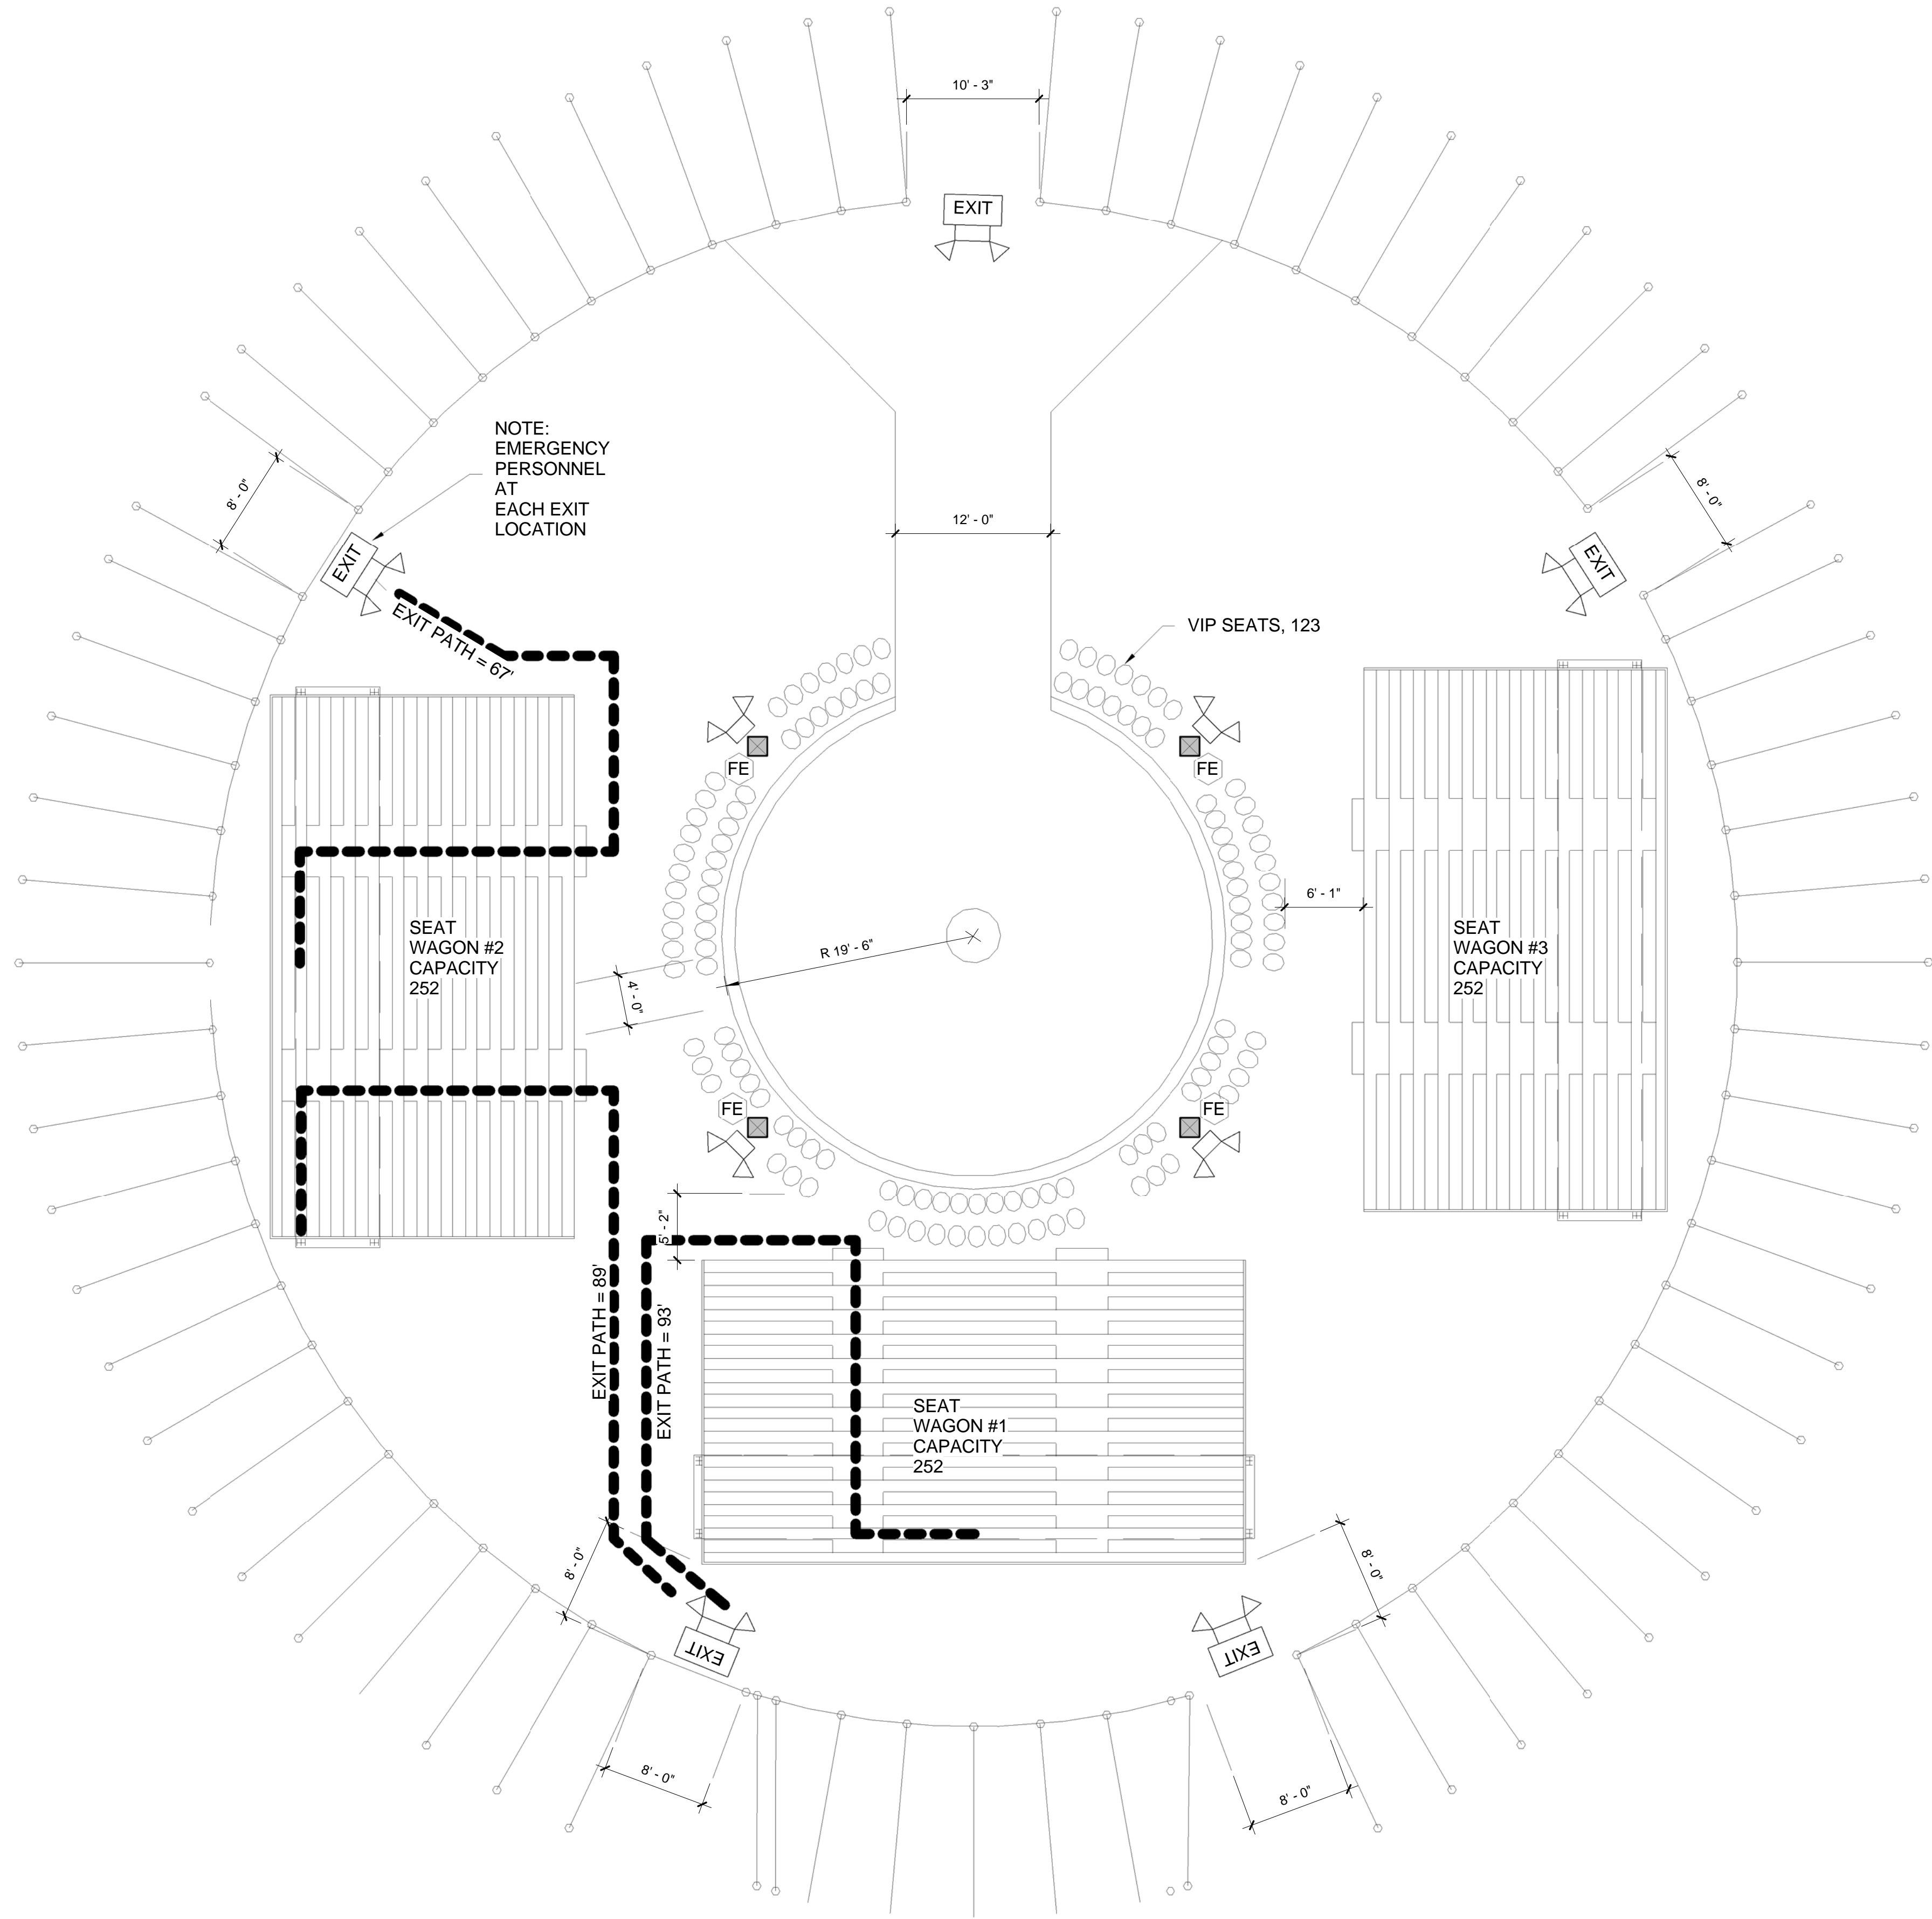 10' - 3"
EXIT
NOTE:
EMERGENCY
PERSONNEL
AT
EACH EXIT
LOCATION
8' - 0"
8' - 0"
12' - 0"
EXIT
EXIT
EXIT PATH = 67'
VIP SEATS, 123
FE
FE
6' - 1"
SEAT
WAGON #2
CAPACITY
252
R 19' - 6"
SEAT
WAGON #3
CAPACITY
252
4' - 0"
FE
FE
5' - 2"
EXIT PATH = 89'
EXIT PATH = 93'
SEAT
WAGON #1
CAPACITY
252
8' - 0"
8' - 0"
EXIT
EXIT
8' - 0"
8' - 0"